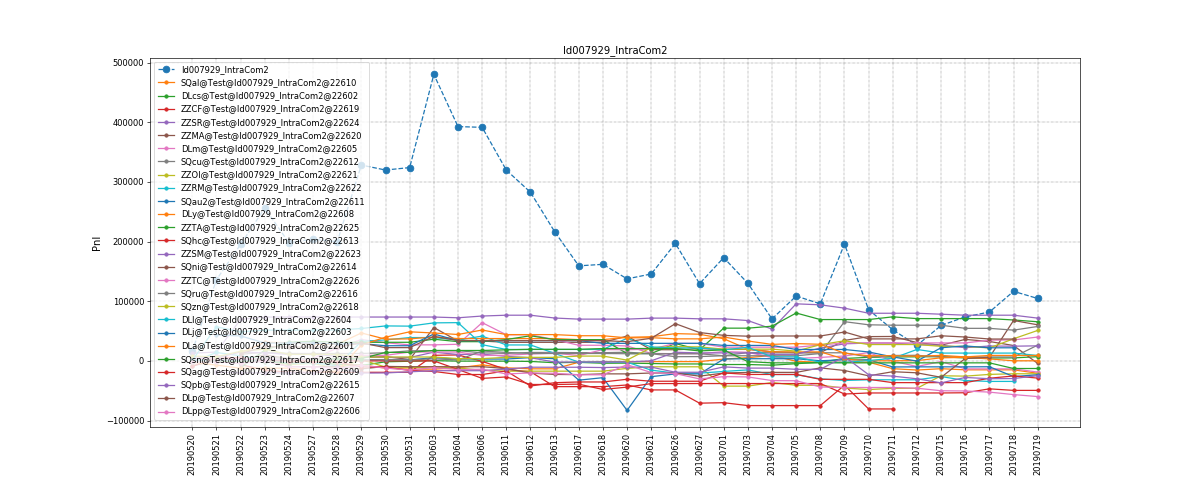 Id007929_IntraCom2
Pnl
500000
400000
300000
200000
100000
0
−100000
Id007929_IntraCom2
SQal@Test@Id007929_IntraCom2@22610
DLcs@Test@Id007929_IntraCom2@22602
ZZCF@Test@Id007929_IntraCom2@22619
ZZSR@Test@Id007929_IntraCom2@22624
ZZMA@Test@Id007929_IntraCom2@22620
DLm@Test@Id007929_IntraCom2@22605
SQcu@Test@Id007929_IntraCom2@22612
ZZOI@Test@Id007929_IntraCom2@22621
ZZRM@Test@Id007929_IntraCom2@22622
SQau2@Test@Id007929_IntraCom2@22611
DLy@Test@Id007929_IntraCom2@22608
ZZTA@Test@Id007929_IntraCom2@22625
SQhc@Test@Id007929_IntraCom2@22613
ZZSM@Test@Id007929_IntraCom2@22623
SQni@Test@Id007929_IntraCom2@22614
ZZTC@Test@Id007929_IntraCom2@22626
SQru@Test@Id007929_IntraCom2@22616
SQzn@Test@Id007929_IntraCom2@22618
DLl@Test@Id007929_IntraCom2@22604
DLj@Test@Id007929_IntraCom2@22603
DLa@Test@Id007929_IntraCom2@22601
SQsn@Test@Id007929_IntraCom2@22617
SQag@Test@Id007929_IntraCom2@22609
SQpb@Test@Id007929_IntraCom2@22615
DLp@Test@Id007929_IntraCom2@22607
DLpp@Test@Id007929_IntraCom2@22606
20190520
20190521
20190522
20190523
20190524
20190527
20190528
20190529
20190530
20190531
20190603
20190604
20190606
20190611
20190612
20190613
20190617
20190618
20190620
20190621
20190626
20190627
20190701
20190703
20190704
20190705
20190708
20190709
20190710
20190711
20190712
20190715
20190716
20190717
20190718
20190719